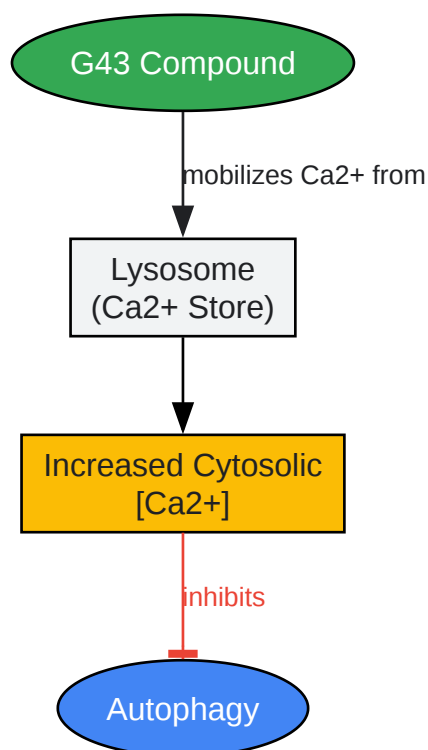 G43 Compound
mobilizes Ca2+ from
Lysosome
(Ca2+ Store)
Increased Cytosolic
[Ca2+]
inhibits
Autophagy